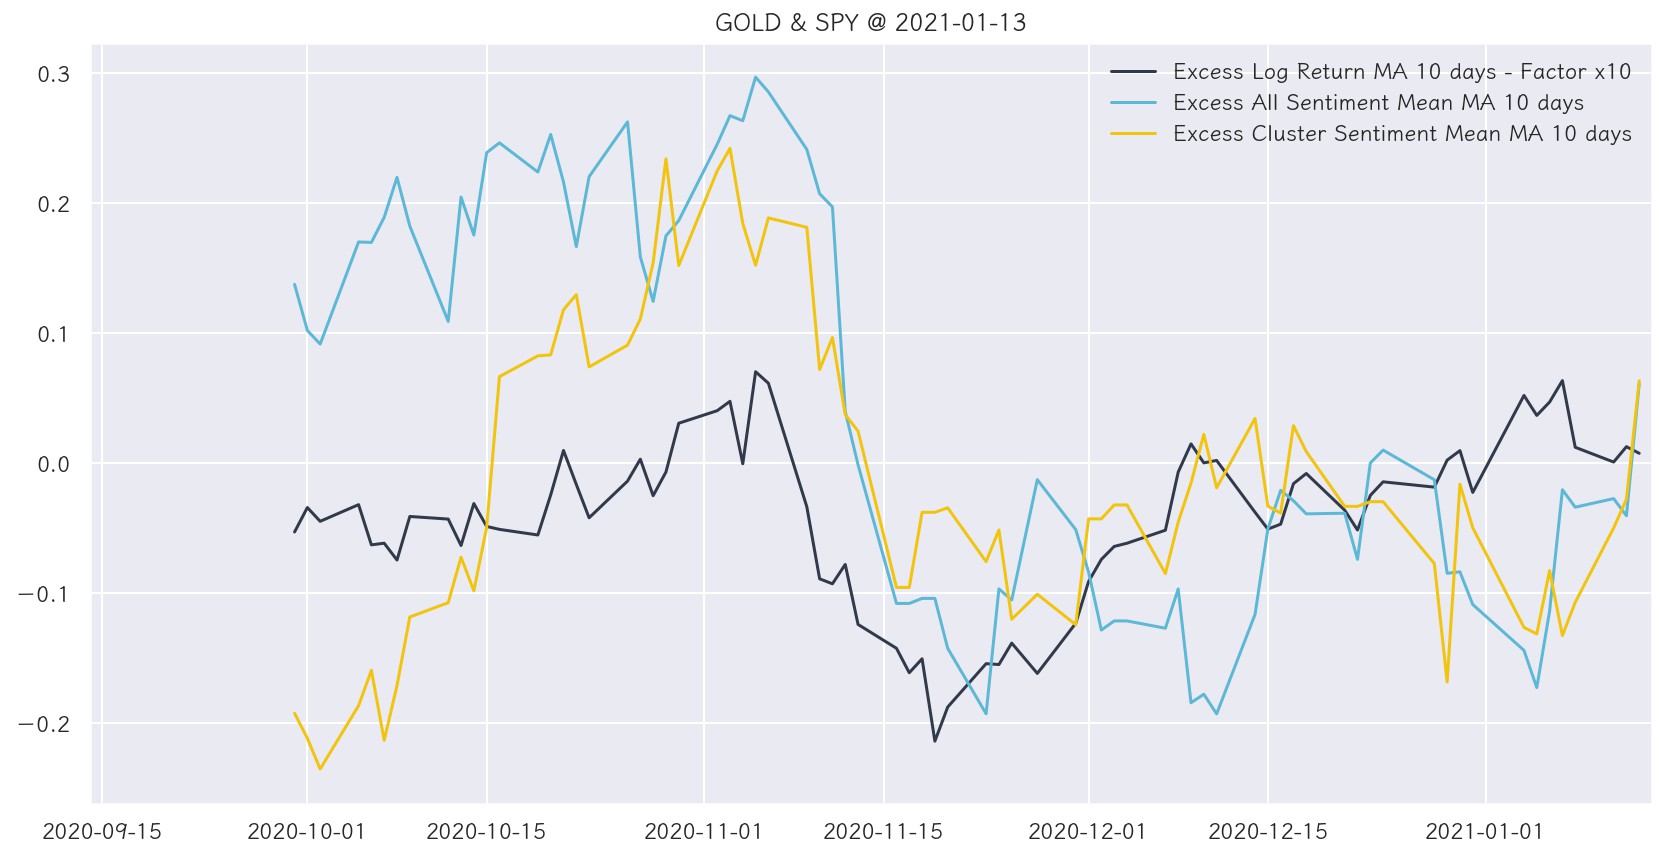 GOLD & SPY @ 2021-01-13
Excess Log Return MA 10 days - Factor x10
Excess All Sentiment Mean MA 10 days
Excess Cluster Sentiment Mean MA 10 days
0.3
0.2
0.1
0.0
−0.1
−0.2
2020-09-15 2020-10-01 2020-10-15 2020-11-01 2020-11-15 2020-12-01 2020-12-15 2021-01-01